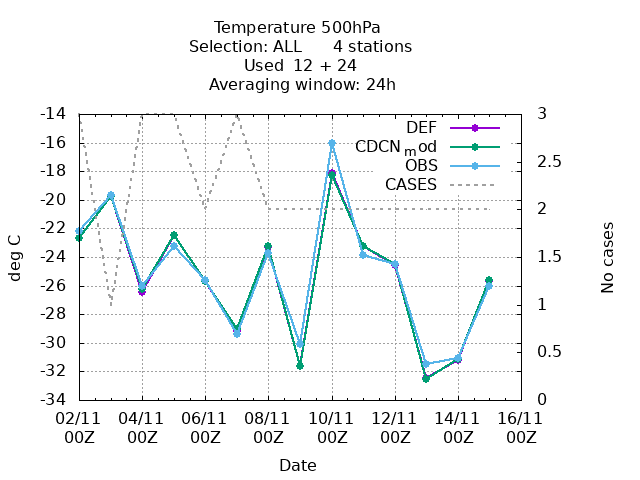 Temperature 500hPa
Selection: ALL 4 stations
Used 12 + 24
Averaging window: 24h
DEF
CDCN_mod
OBS
CASES
-14
-16
-18
-20
-22
-24
-26
-28
-30
-32
-34
3
2.5
2
1.5
1
0.5
0
deg C
No cases
02/11 04/11 06/11 08/11 10/11 12/11 14/11 16/11
00Z 00Z 00Z 00Z 00Z 00Z 00Z 00Z
Date